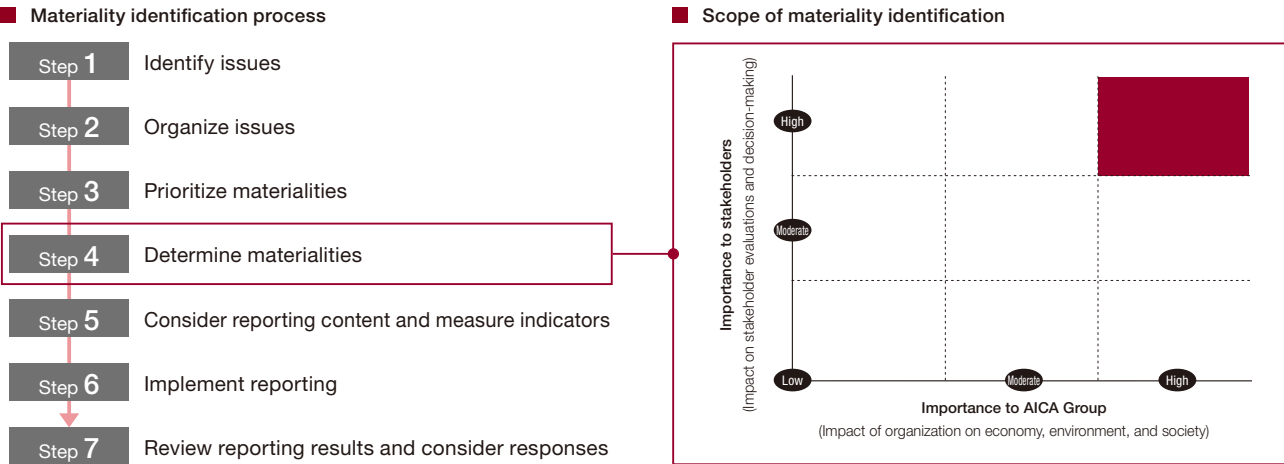 Materiality identification process
Step 1 Identify issues
Step 2 Organize issues
Step 3 Prioritize materialities
Step 4 Determine materialities
Step 5 Consider reporting content and measure indicators
Step 6 Implement reporting
Step 7 Review reporting results and consider responses
Scope of materiality identification
Importance to stakeholders
(Impact on stakeholder evaluations and decision-making)
High
Moderate
Low
Moderate
High
Importance to AICA Group
(Impact of organization on economy, environment, and society)